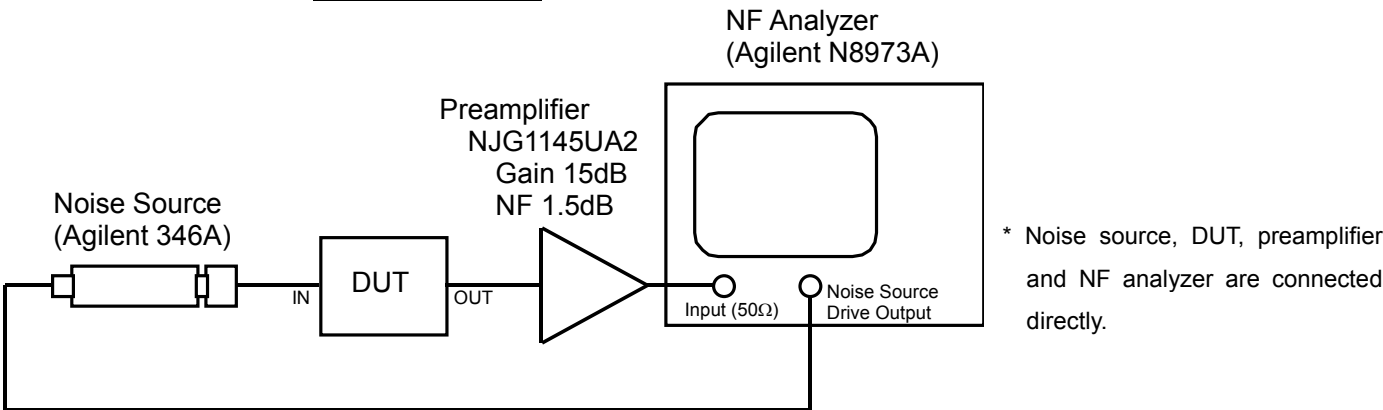 NF Analyzer
(Agilent N8973A)
Preamplifier
NJG1145UA2
Gain 15dB
NF 1.5dB
Noise Source
(Agilent 346A)
DUT
IN
OUT
Input (50Ω)
Noise Source
Drive Output
* Noise source, DUT, preamplifier
and NF analyzer are connected
directly.